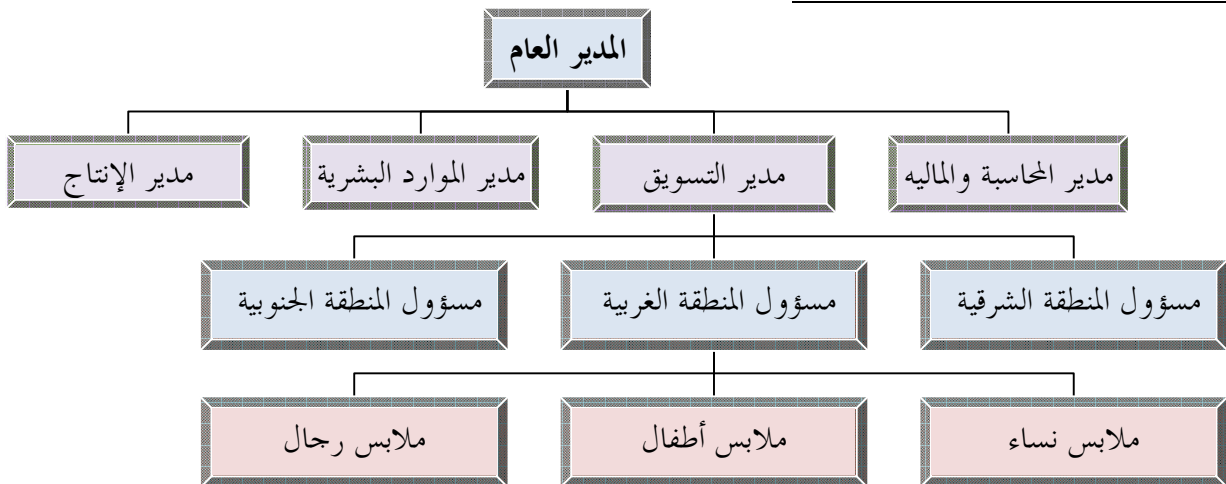 المدير العام
مدير المحاسبة والماليه
مدير التسويق
مدير الموارد البشرية
مدير الإنتاج
مسؤول المنطقة الشرقية
مسؤول المنطقة الغربية
مسؤول المنطقة الجنوبية
ملابس نساء
ملابس أطفال
ملابس رجال